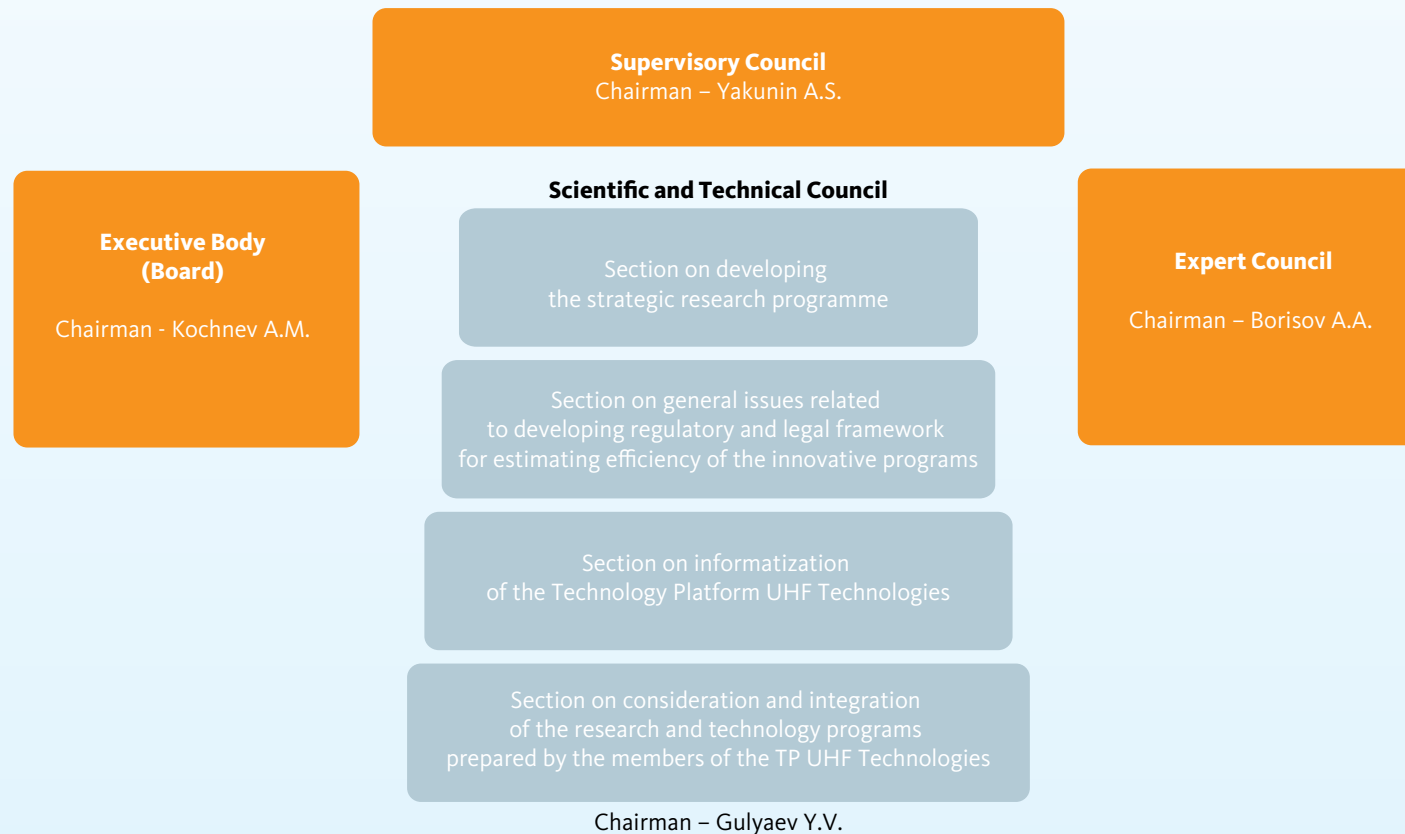 Supervisory Council
Chairman – Yakunin A.S.
Executive Body
(Board)
Chairman - Kochnev A.M.
Scientific and Technical Council
Section on developing
the strategic research programme
Section on general issues related
to developing regulatory and legal framework
for estimating efficiency of the innovative programs
Section on informatization
of the Technology Platform UHF Technologies
Section on consideration and integration
of the research and technology programs
prepared by the members of the TP UHF Technologies
Chairman – Gulyaev Y.V.
Expert Council
Chairman – Borisov A.A.